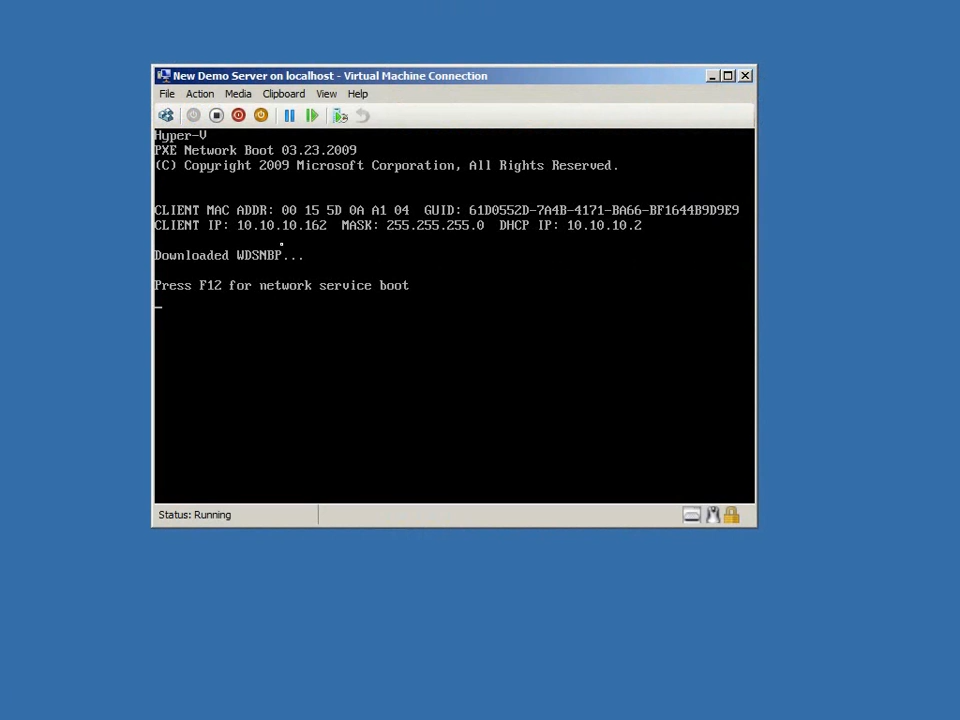 New Demo Server on localhost - Virtual Machine Connection
File Action Media Clipboard View Help
Hyper-V
PXE Network Boot 03.23.2009
(C) Copyright 2009 Microsoft Corporation, All Rights Reserved.
CLIENT MAC ADDR: 00 15 5D 0A A1 04 GUID: 61D0552D-7A4B-4171-BA66-BF1644B9D9E9
CLIENT IP: 10.10.10.162 MASK: 255.255.255.0 DHCP IP: 10.10.10.2
Downloaded WDSNBP...
Press F12 for network service boot
Status: Running